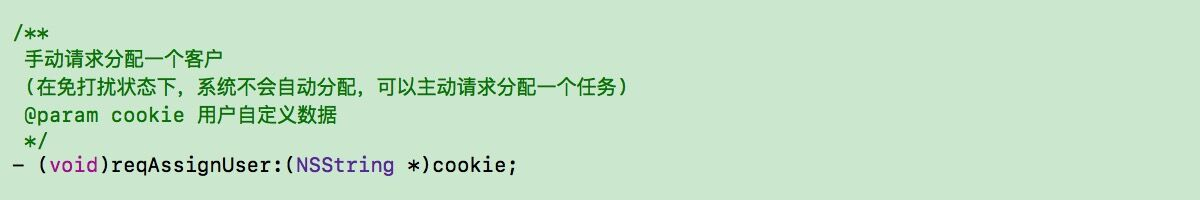 /**
手动请求分配一个客户
(在免打扰状态下，系统不会自动分配，可以主动请求分配一个任务)
@param cookie 用户自定义数据
*/
- (void)reqAssignUser:(NSString *)cookie;